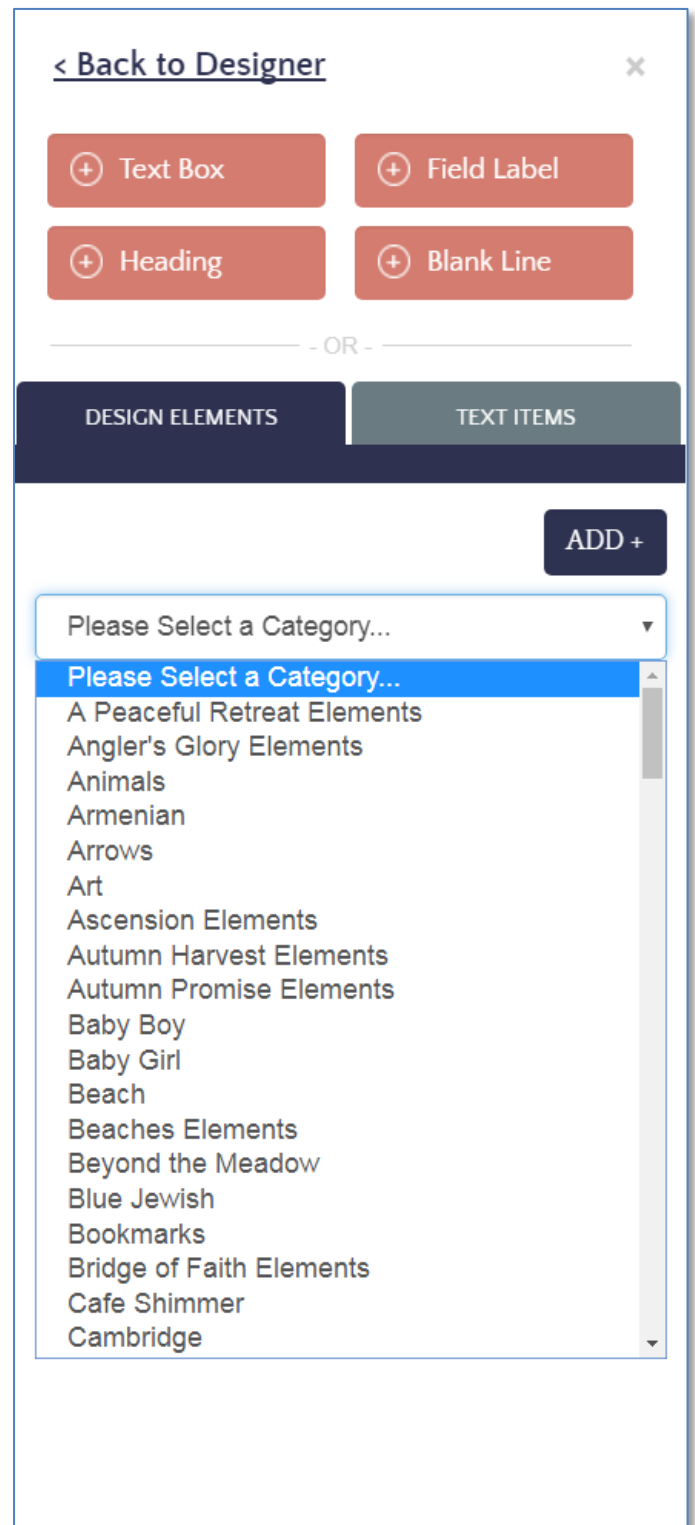 < Back to Designer ×
+ Text Box + Field Label
+ Heading + Blank Line
- OR -
DESIGN ELEMENTS TEXT ITEMS
ADD +
Please Select a Category...
Please Select a Category...
A Peaceful Retreat Elements
Angler's Glory Elements
Animals
Armenian
Arrows
Art
Ascension Elements
Autumn Harvest Elements
Autumn Promise Elements
Baby Boy
Baby Girl
Beach
Beaches Elements
Beyond the Meadow
Blue Jewish
Bookmarks
Bridge of Faith Elements
Cafe Shimmer
Cambridge